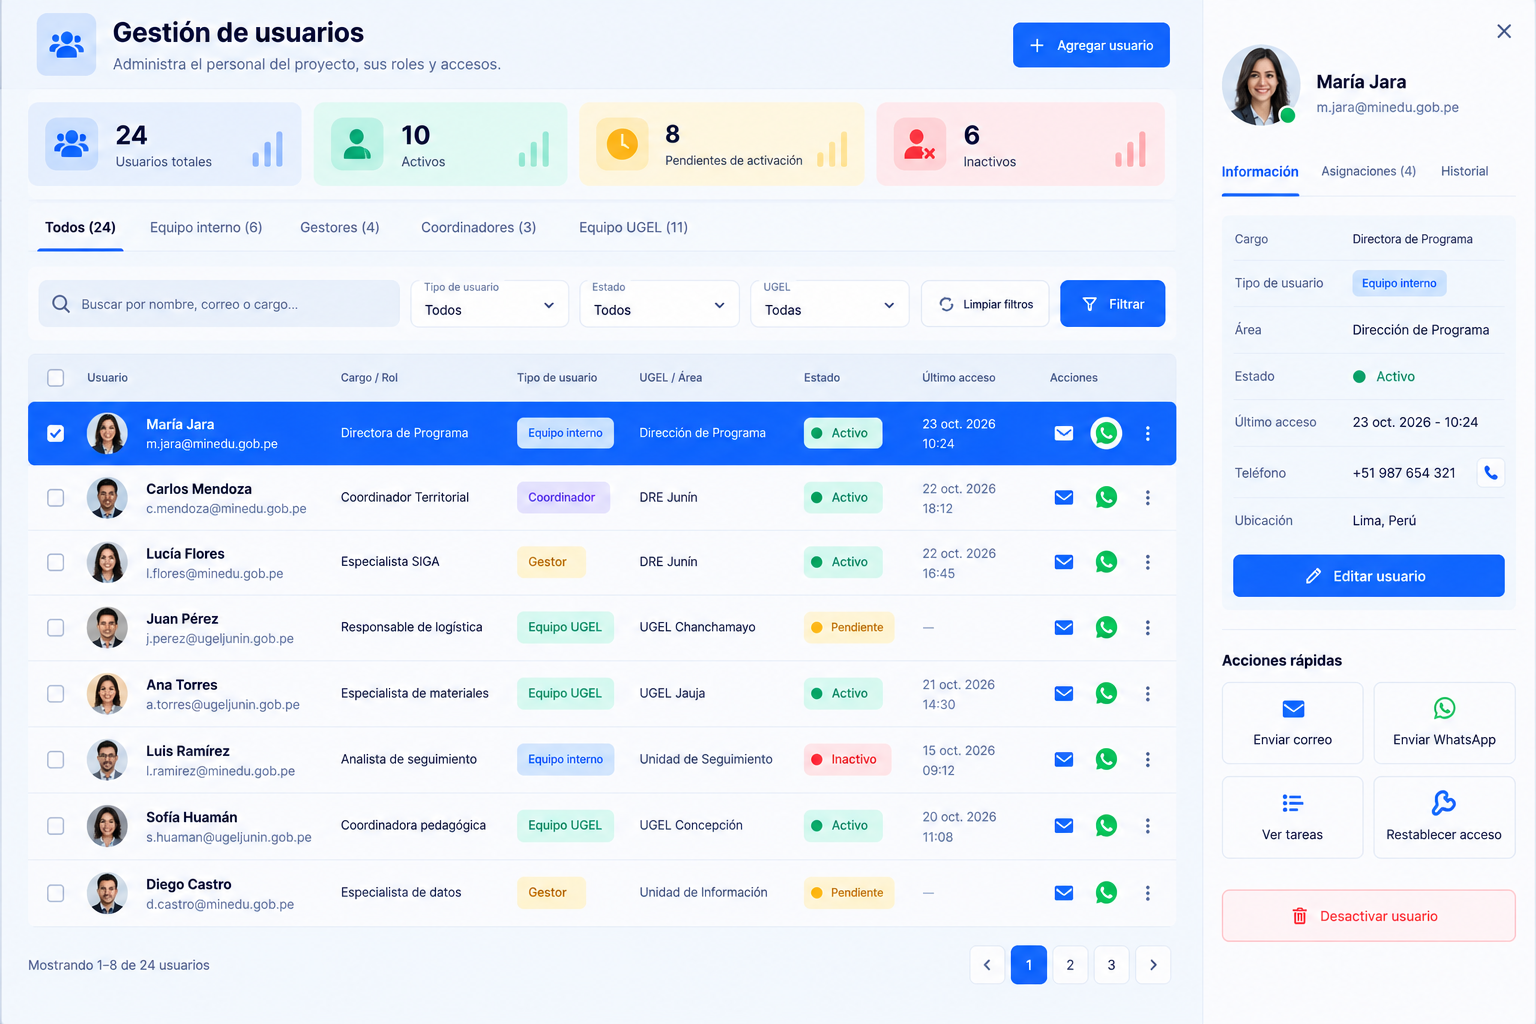 Gestión de usuarios
Administra el personal del proyecto, sus roles y accesos.
Agregar usuario
24
Usuarios totales
10
Activos
8
Pendientes de activación
6
Inactivos
Todos (24)
Equipo interno (6)
Gestores (4)
Coordinadores (3)
Equipo UGEL (11)
Buscar por nombre, correo o cargo...
Tipo de usuario
Todos
Estado
Todos
UGEL
Todas
Limpiar filtros
Filtrar
Usuario
Cargo / Rol
Tipo de usuario
UGEL / Área
Estado
Último acceso
Acciones
María Jara
m.jara@minedu.gob.pe
Directora de Programa
Equipo interno
Dirección de Programa
Activo
23 oct. 2026
10:24
Carlos Mendoza
c.mendoza@minedu.gob.pe
Coordinador Territorial
Coordinador
DRE Junín
Activo
22 oct. 2026
18:12
Lucía Flores
l.flores@minedu.gob.pe
Especialista SIGA
Gestor
DRE Junín
Activo
22 oct. 2026
16:45
Juan Pérez
j.perez@ugeljunin.gob.pe
Responsable de logística
Equipo UGEL
UGEL Chanchamayo
Pendiente
—
Ana Torres
a.torres@ugeljunin.gob.pe
Especialista de materiales
Equipo UGEL
UGEL Jauja
Activo
21 oct. 2026
14:30
Luis Ramírez
l.ramirez@minedu.gob.pe
Analista de seguimiento
Equipo interno
Unidad de Seguimiento
Inactivo
15 oct. 2026
09:12
Sofía Huamán
s.huaman@ugeljunin.gob.pe
Coordinadora pedagógica
Equipo UGEL
UGEL Concepción
Activo
20 oct. 2026
11:08
Diego Castro
d.castro@minedu.gob.pe
Especialista de datos
Gestor
Unidad de Información
Pendiente
—
Mostrando 1–8 de 24 usuarios
1
2
3
María Jara
m.jara@minedu.gob.pe
Información
Asignaciones (4)
Historial
Cargo
Directora de Programa
Tipo de usuario
Equipo interno
Área
Dirección de Programa
Estado
Activo
Último acceso
23 oct. 2026 - 10:24
Teléfono
+51 987 654 321
Ubicación
Lima, Perú
Editar usuario
Acciones rápidas
Enviar correo
Enviar WhatsApp
Ver tareas
Restablecer acceso
Desactivar usuario